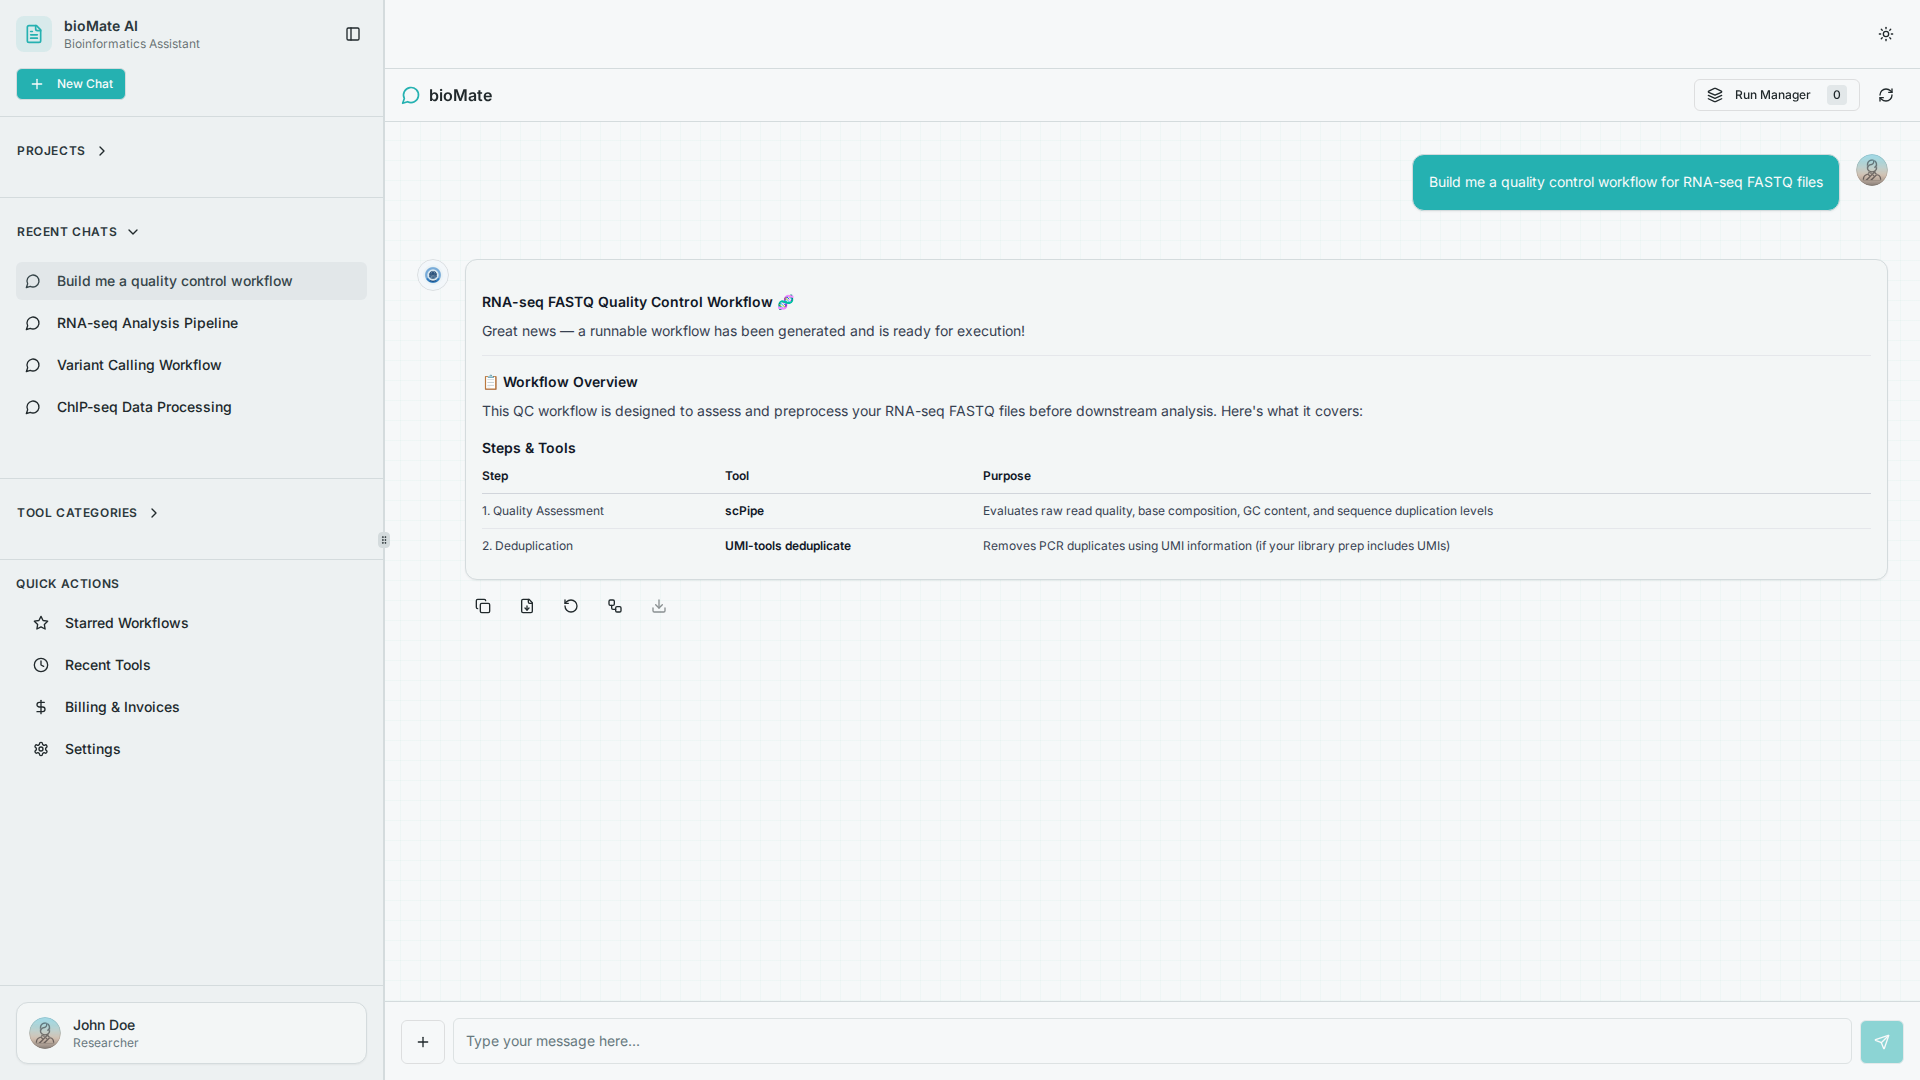 bioMate AI
Bioinformatics Assistant
New Chat
PROJECTS
RECENT CHATS
Build me a quality control workflow
RNA-seq Analysis Pipeline
Variant Calling Workflow
ChIP-seq Data Processing
TOOL CATEGORIES
QUICK ACTIONS
Starred Workflows
Recent Tools
Billing & Invoices
Settings
John Doe
Researcher
bioMate
Run Manager 0
Build me a quality control workflow for RNA-seq FASTQ files
RNA-seq FASTQ Quality Control Workflow 🧬
Great news — a runnable workflow has been generated and is ready for execution!
📋 Workflow Overview
This QC workflow is designed to assess and preprocess your RNA-seq FASTQ files before downstream analysis. Here's what it covers:
Steps & Tools
Step Tool Purpose
1. Quality Assessment scPipe Evaluates raw read quality, base composition, GC content, and sequence duplication levels
2. Deduplication UMI-tools deduplicate Removes PCR duplicates using UMI information (if your library prep includes UMIs)
Type your message here...